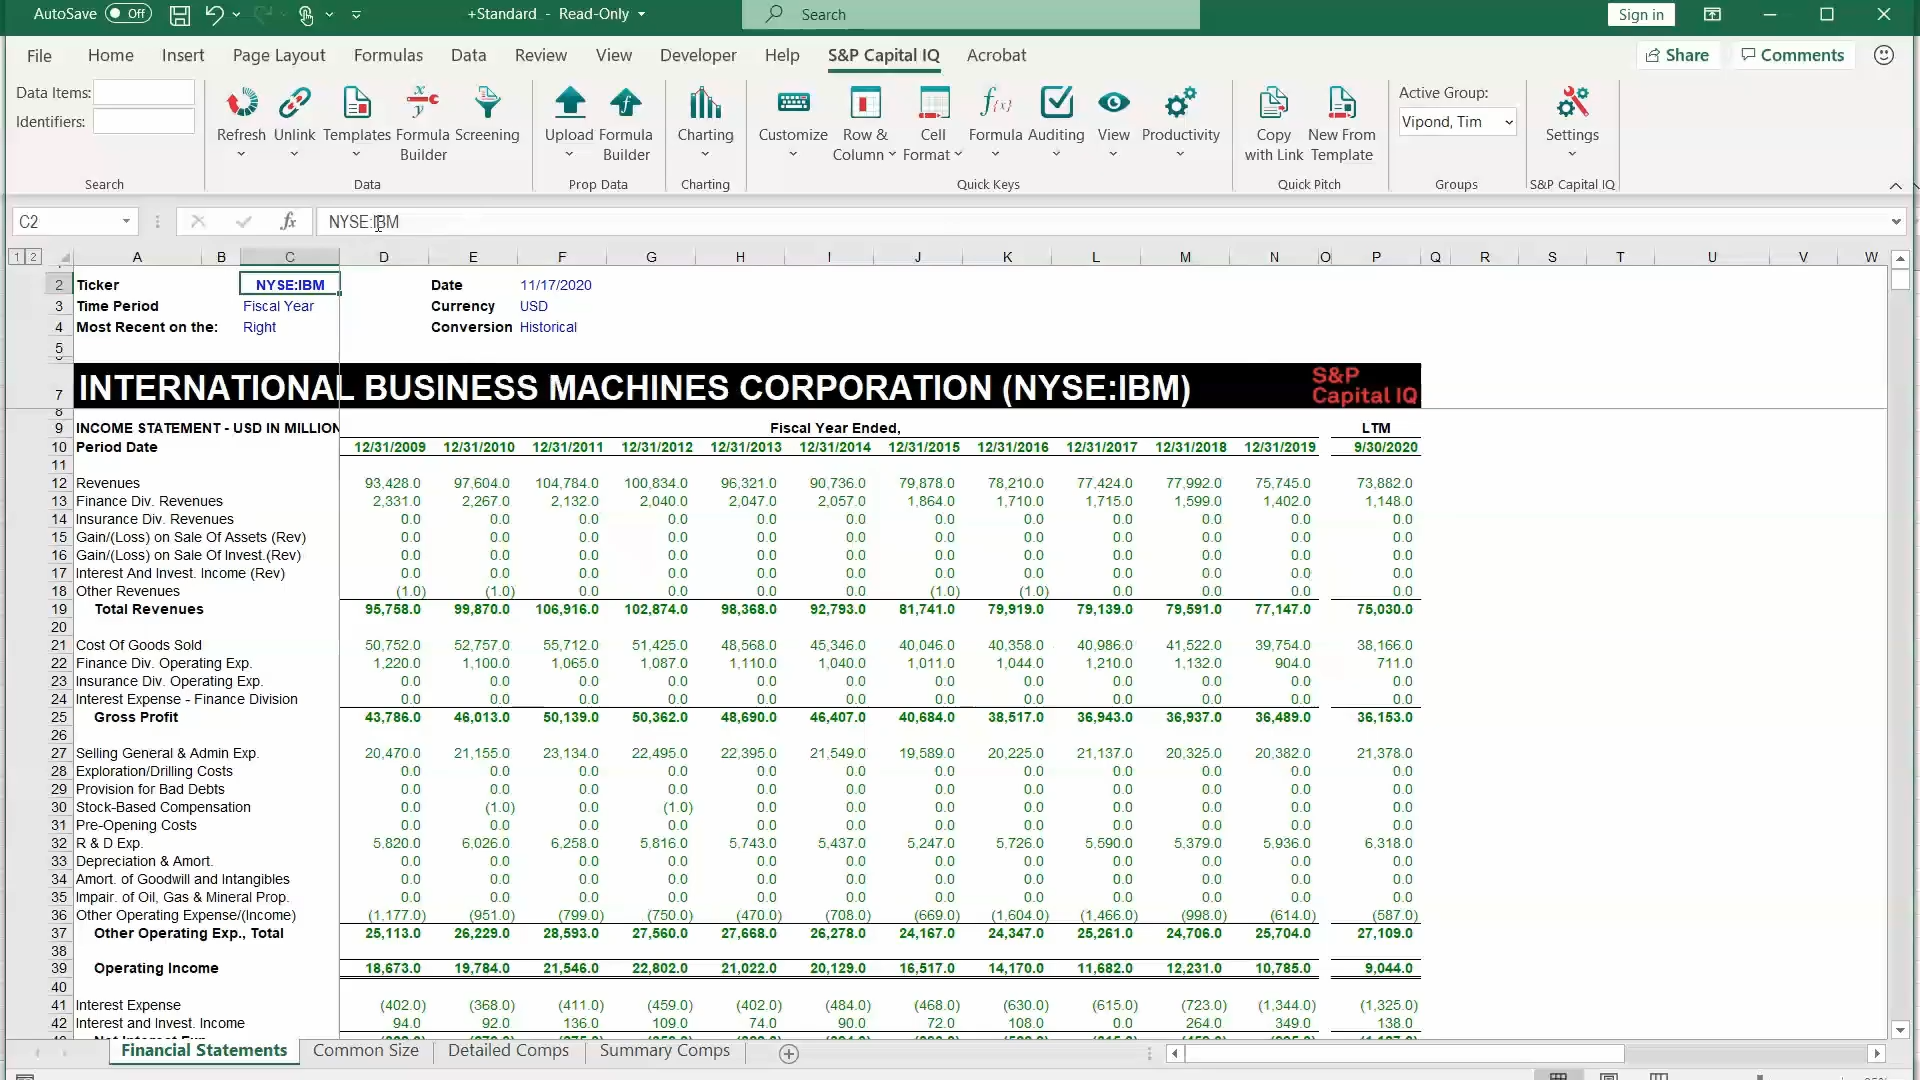 AutoSave Off +Standard - Read-Only Search Sign in
File Home Insert Page Layout Formulas Data Review View Developer Help S&P Capital IQ Acrobat Share Comments
Data Items:
Identifiers:
Search
Refresh Unlink Templates Formula Builder Screening
Data
Upload Formula Builder
Prop Data
Charting
Charting
Customize Row & Column Cell Format Formula Auditing View Productivity
Quick Keys
Copy with Link New From Template
Quick Pitch
Active Group:
Vipond, Tim
Groups
Settings
S&P Capital IQ
C2 fx NYSE:IBM
1 2 A B C D E F G H I J K L M N O P Q R S T U V W
2 Ticker NYSE:IBM Date 11/17/2020
3 Time Period Fiscal Year Currency USD
4 Most Recent on the: Right Conversion Historical
5
7 INTERNATIONAL BUSINESS MACHINES CORPORATION (NYSE:IBM) S&P Capital IQ
8
9 INCOME STATEMENT - USD IN MILLION Fiscal Year Ended, LTM
10 Period Date 12/31/2009 12/31/2010 12/31/2011 12/31/2012 12/31/2013 12/31/2014 12/31/2015 12/31/2016 12/31/2017 12/31/2018 12/31/2019 9/30/2020
11
12 Revenues 93,428.0 97,604.0 104,784.0 100,834.0 96,321.0 90,736.0 79,878.0 78,210.0 77,424.0 77,992.0 75,745.0 73,882.0
13 Finance Div. Revenues 2,331.0 2,267.0 2,132.0 2,040.0 2,047.0 2,057.0 1,864.0 1,710.0 1,715.0 1,599.0 1,402.0 1,148.0
14 Insurance Div. Revenues 0.0 0.0 0.0 0.0 0.0 0.0 0.0 0.0 0.0 0.0 0.0 0.0
15 Gain/(Loss) on Sale Of Assets (Rev) 0.0 0.0 0.0 0.0 0.0 0.0 0.0 0.0 0.0 0.0 0.0 0.0
16 Gain/(Loss) on Sale Of Invest.(Rev) 0.0 0.0 0.0 0.0 0.0 0.0 0.0 0.0 0.0 0.0 0.0 0.0
17 Interest And Invest. Income (Rev) 0.0 0.0 0.0 0.0 0.0 0.0 0.0 0.0 0.0 0.0 0.0 0.0
18 Other Revenues (1.0) (1.0) 0.0 0.0 0.0 0.0 (1.0) (1.0) 0.0 0.0 0.0 0.0
19 Total Revenues 95,758.0 99,870.0 106,916.0 102,874.0 98,368.0 92,793.0 81,741.0 79,919.0 79,139.0 79,591.0 77,147.0 75,030.0
20
21 Cost Of Goods Sold 50,752.0 52,757.0 55,712.0 51,425.0 48,568.0 45,346.0 40,046.0 40,358.0 40,986.0 41,522.0 39,754.0 38,166.0
22 Finance Div. Operating Exp. 1,220.0 1,100.0 1,065.0 1,087.0 1,110.0 1,040.0 1,011.0 1,044.0 1,210.0 1,132.0 904.0 711.0
23 Insurance Div. Operating Exp. 0.0 0.0 0.0 0.0 0.0 0.0 0.0 0.0 0.0 0.0 0.0 0.0
24 Interest Expense - Finance Division 0.0 0.0 0.0 0.0 0.0 0.0 0.0 0.0 0.0 0.0 0.0 0.0
25 Gross Profit 43,786.0 46,013.0 50,139.0 50,362.0 48,690.0 46,407.0 40,684.0 38,517.0 36,943.0 36,937.0 36,489.0 36,153.0
26
27 Selling General & Admin Exp. 20,470.0 21,155.0 23,134.0 22,495.0 22,395.0 21,549.0 19,589.0 20,225.0 21,137.0 20,325.0 20,382.0 21,378.0
28 Exploration/Drilling Costs 0.0 0.0 0.0 0.0 0.0 0.0 0.0 0.0 0.0 0.0 0.0 0.0
29 Provision for Bad Debts 0.0 0.0 0.0 0.0 0.0 0.0 0.0 0.0 0.0 0.0 0.0 0.0
30 Stock-Based Compensation 0.0 (1.0) 0.0 (1.0) 0.0 0.0 0.0 0.0 0.0 0.0 0.0 0.0
31 Pre-Opening Costs 0.0 0.0 0.0 0.0 0.0 0.0 0.0 0.0 0.0 0.0 0.0 0.0
32 R & D Exp. 5,820.0 6,026.0 6,258.0 5,816.0 5,743.0 5,437.0 5,247.0 5,726.0 5,590.0 5,379.0 5,936.0 6,318.0
33 Depreciation & Amort. 0.0 0.0 0.0 0.0 0.0 0.0 0.0 0.0 0.0 0.0 0.0 0.0
34 Amort. of Goodwill and Intangibles 0.0 0.0 0.0 0.0 0.0 0.0 0.0 0.0 0.0 0.0 0.0 0.0
35 Impair. of Oil, Gas & Mineral Prop. 0.0 0.0 0.0 0.0 0.0 0.0 0.0 0.0 0.0 0.0 0.0 0.0
36 Other Operating Expense/(Income) (1,177.0) (951.0) (799.0) (750.0) (470.0) (708.0) (669.0) (1,604.0) (1,466.0) (998.0) (614.0) (587.0)
37 Other Operating Exp., Total 25,113.0 26,229.0 28,593.0 27,560.0 27,668.0 26,278.0 24,167.0 24,347.0 25,261.0 24,706.0 25,704.0 27,109.0
38
39 Operating Income 18,673.0 19,784.0 21,546.0 22,802.0 21,022.0 20,129.0 16,517.0 14,170.0 11,682.0 12,231.0 10,785.0 9,044.0
40
41 Interest Expense (402.0) (368.0) (411.0) (459.0) (402.0) (484.0) (468.0) (630.0) (615.0) (723.0) (1,344.0) (1,325.0)
42 Interest and Invest. Income 94.0 92.0 136.0 109.0 74.0 90.0 72.0 108.0 0.0 264.0 349.0 138.0
Financial Statements Common Size Detailed Comps Summary Comps